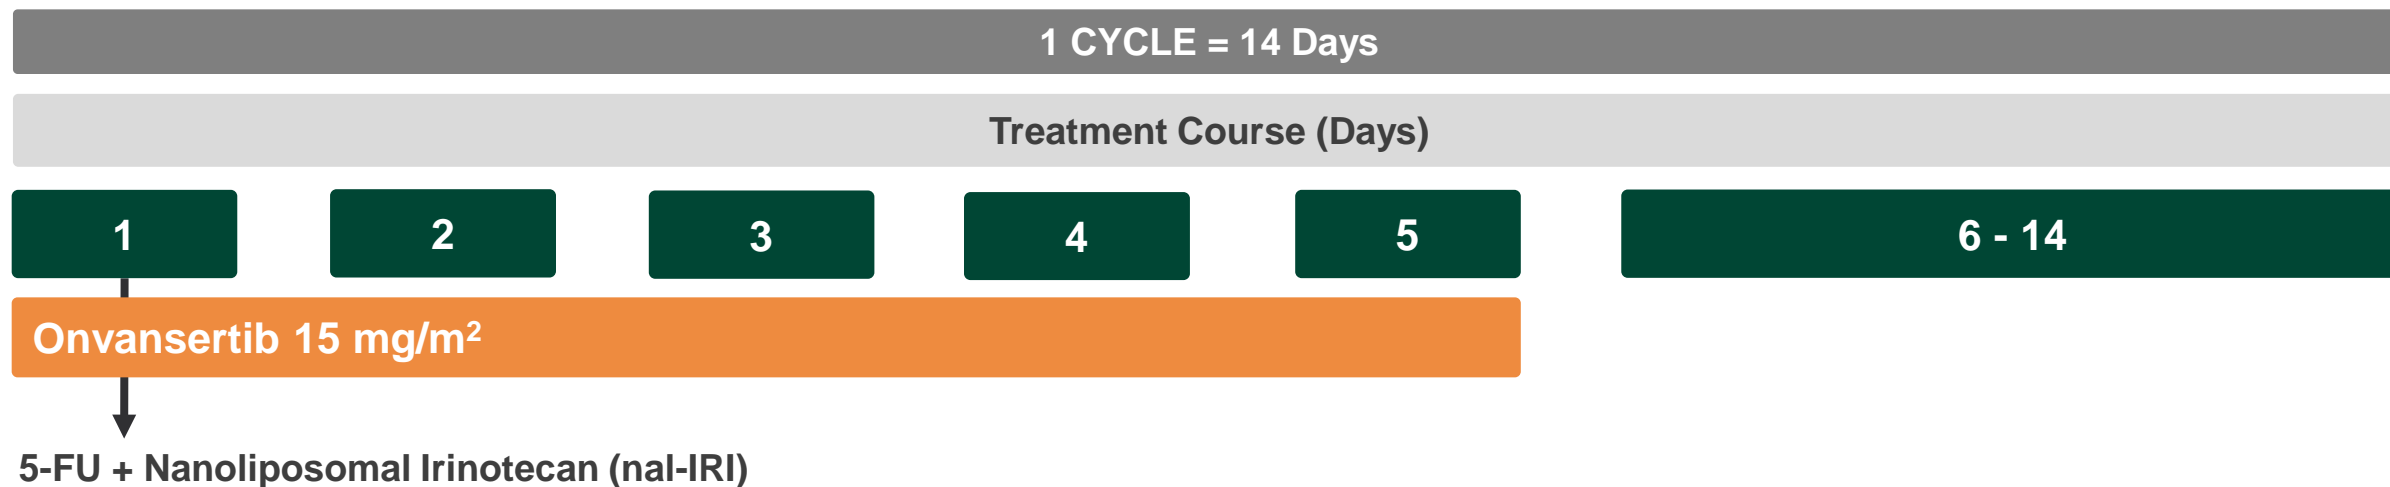 1 CYCLE = 14 Days
Treatment Course (Days)
1 2 3 4 5 6 - 14
Onvansertib 15 mg/m²
5-FU + Nanoliposomal Irinotecan (nal-IRI)